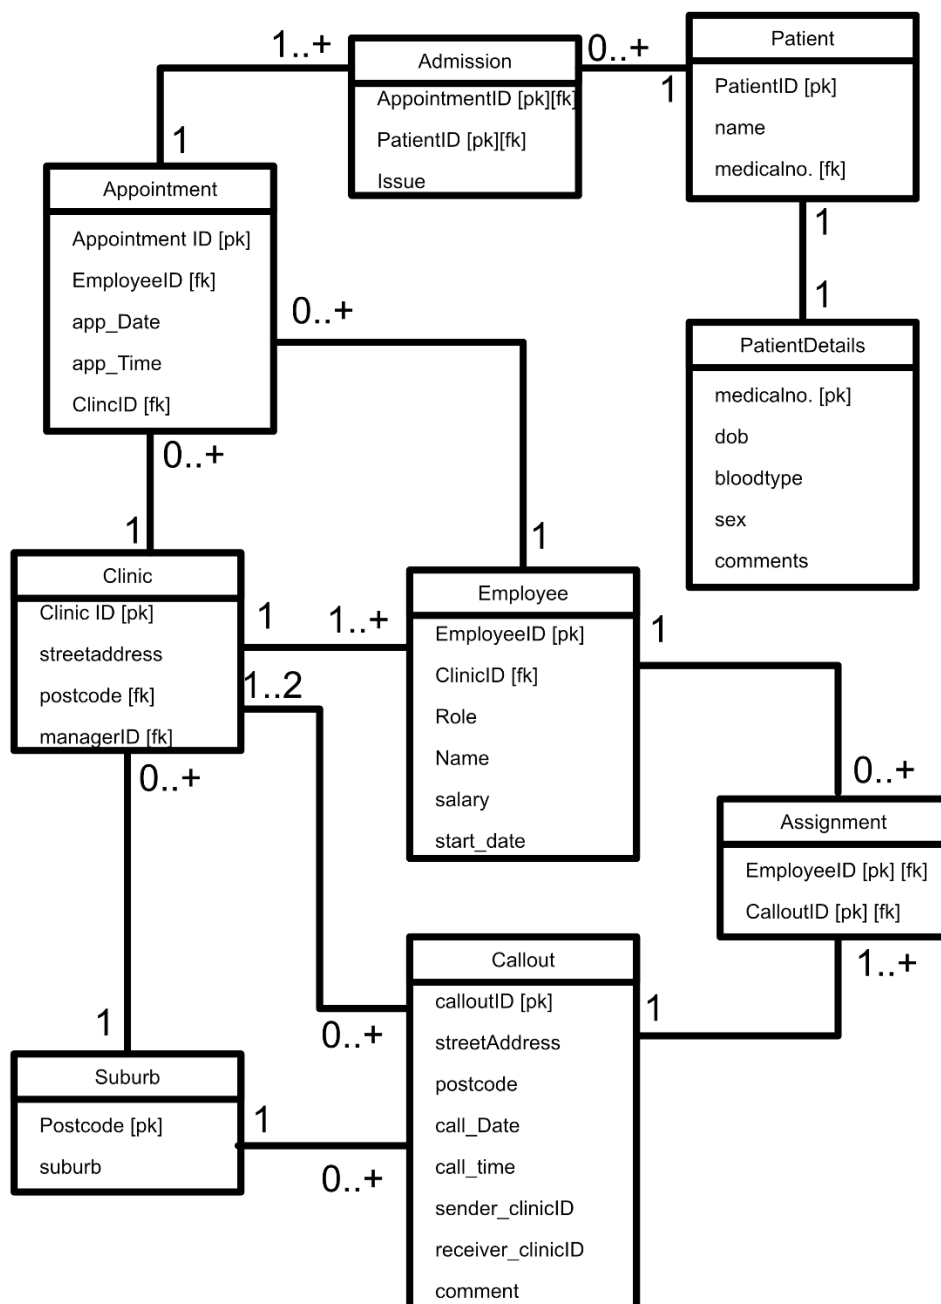 1..+
Admission
AppointmentID [pk][fk]
PatientID [pk][fk]
Issue
0..+
1
Patient
PatientID [pk]
name
medicalno. [fk]
1
1
PatientDetails
medicalno. [pk]
dob
bloodtype
sex
comments
1
Appointment
Appointment ID [pk]
EmployeeID [fk]
app_Date
app_Time
ClincID [fk]
0..+
0..+
1
1
Clinic
Clinic ID [pk]
streetaddress
postcode [fk]
managerID [fk]
1
1..+
1..2
Employee
EmployeeID [pk]
ClinicID [fk]
Role
Name
salary
start_date
1
0..+
Assignment
EmployeeID [pk] [fk]
CalloutID [pk] [fk]
1..+
0..+
1
Suburb
Postcode [pk]
suburb
1
0..+
0..+
Callout
calloutID [pk]
streetAddress
postcode
call_Date
call_time
sender_clinicID
receiver_clinicID
comment
1